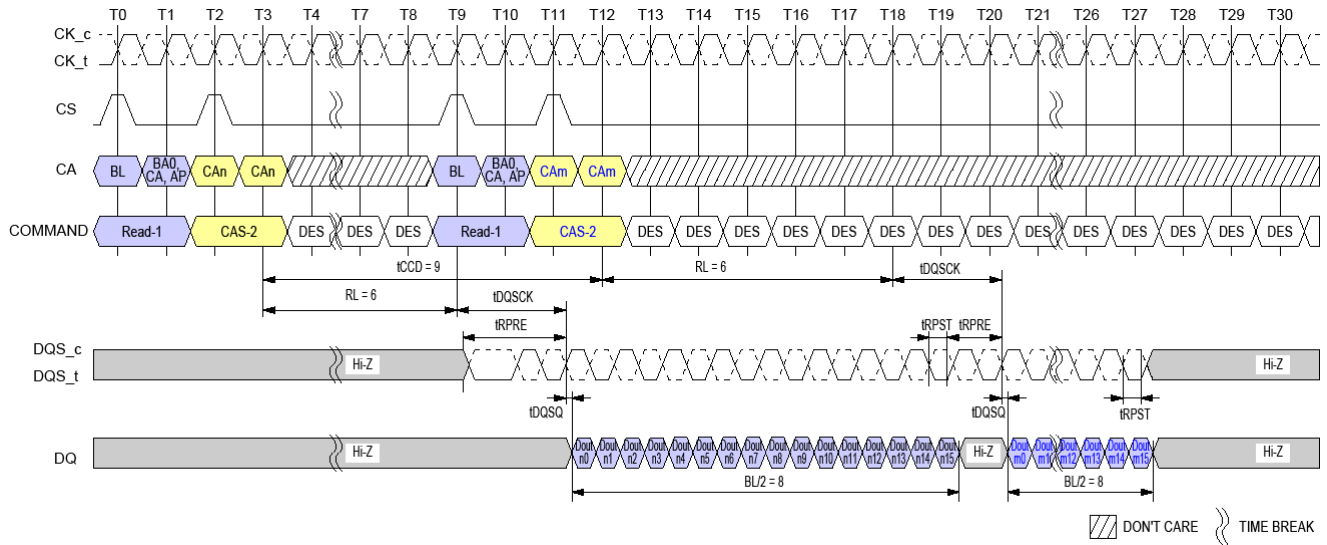 T0 T1 T2 T3 T4 T7 T8 T9 T10 T11 T12 T13 T14 T15 T16 T17 T18 T19 T20 T21 T26 T27 T28 T29 T30
CK_c
CK_t
CS
CA BL BA0, CA, AP CAn CAn BL BA0, CA, AP CAm CAm
COMMAND Read-1 CAS-2 DES DES DES Read-1 CAS-2 DES DES DES DES DES DES DES DES DES DES DES DES DES DES
tCCD = 9 RL = 6 tDQSCK
RL = 6 tDQSCK
tRPRE tRPST tRPRE
DQS_c
DQS_t
Hi-Z Hi-Z
tDQSQ tDQSQ tRPST
DQ Hi-Z Dout n0 Dout n1 Dout n2 Dout n3 Dout n4 Dout n5 Dout n6 Dout n7 Dout n8 Dout n9 Dout n10 Dout n11 Dout n12 Dout n13 Dout n14 Dout n15 Hi-Z Dout m0 Dout m1 Dout m12 Dout m13 Dout m14 Dout m15 Hi-Z
BL/2 = 8 BL/2 = 8
DON'T CARE TIME BREAK